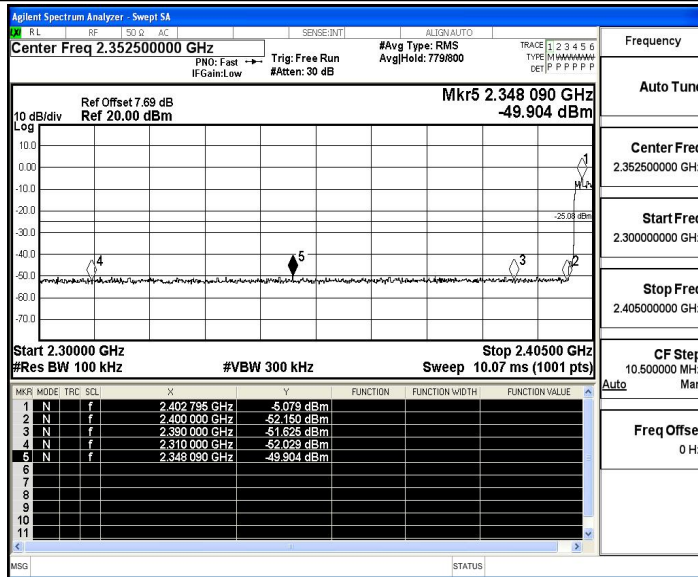 Agilent Spectrum Analyzer - Swept SA
RL RF 50 Ω AC SENSE:INT ALIGNAUTO
Center Freq 2.352500000 GHz
PNO: Fast
IFGain:Low
Trig: Free Run
#Atten: 30 dB
#Avg Type: RMS
Avg|Hold: 779/800
TRACE 1 2 3 4 5 6
TYPE M
DET P P P P P P
Ref Offset 7.69 dB
10 dB/div Ref 20.00 dBm
Log
Mkr5 2.348 090 GHz
-49.904 dBm
10.0
0.00
-10.0
-20.0
-30.0
-40.0
-50.0
-60.0
-70.0
1
-25.08 dBm
4
5
3
2
Start 2.30000 GHz Stop 2.40500 GHz
#Res BW 100 kHz #VBW 300 kHz Sweep 10.07 ms (1001 pts)
MKR MODE TRC SCL X Y FUNCTION FUNCTION WIDTH FUNCTION VALUE
1 N f 2.402 795 GHz -5.079 dBm
2 N f 2.400 000 GHz -52.150 dBm
3 N f 2.390 000 GHz -51.625 dBm
4 N f 2.310 000 GHz -52.029 dBm
5 N f 2.348 090 GHz -49.904 dBm
6
7
8
9
10
11
MSG STATUS
Frequency
Auto Tune
Center Freq
2.352500000 GHz
Start Freq
2.300000000 GHz
Stop Freq
2.405000000 GHz
CF Step
10.500000 MHz
Auto Man
Freq Offset
0 Hz